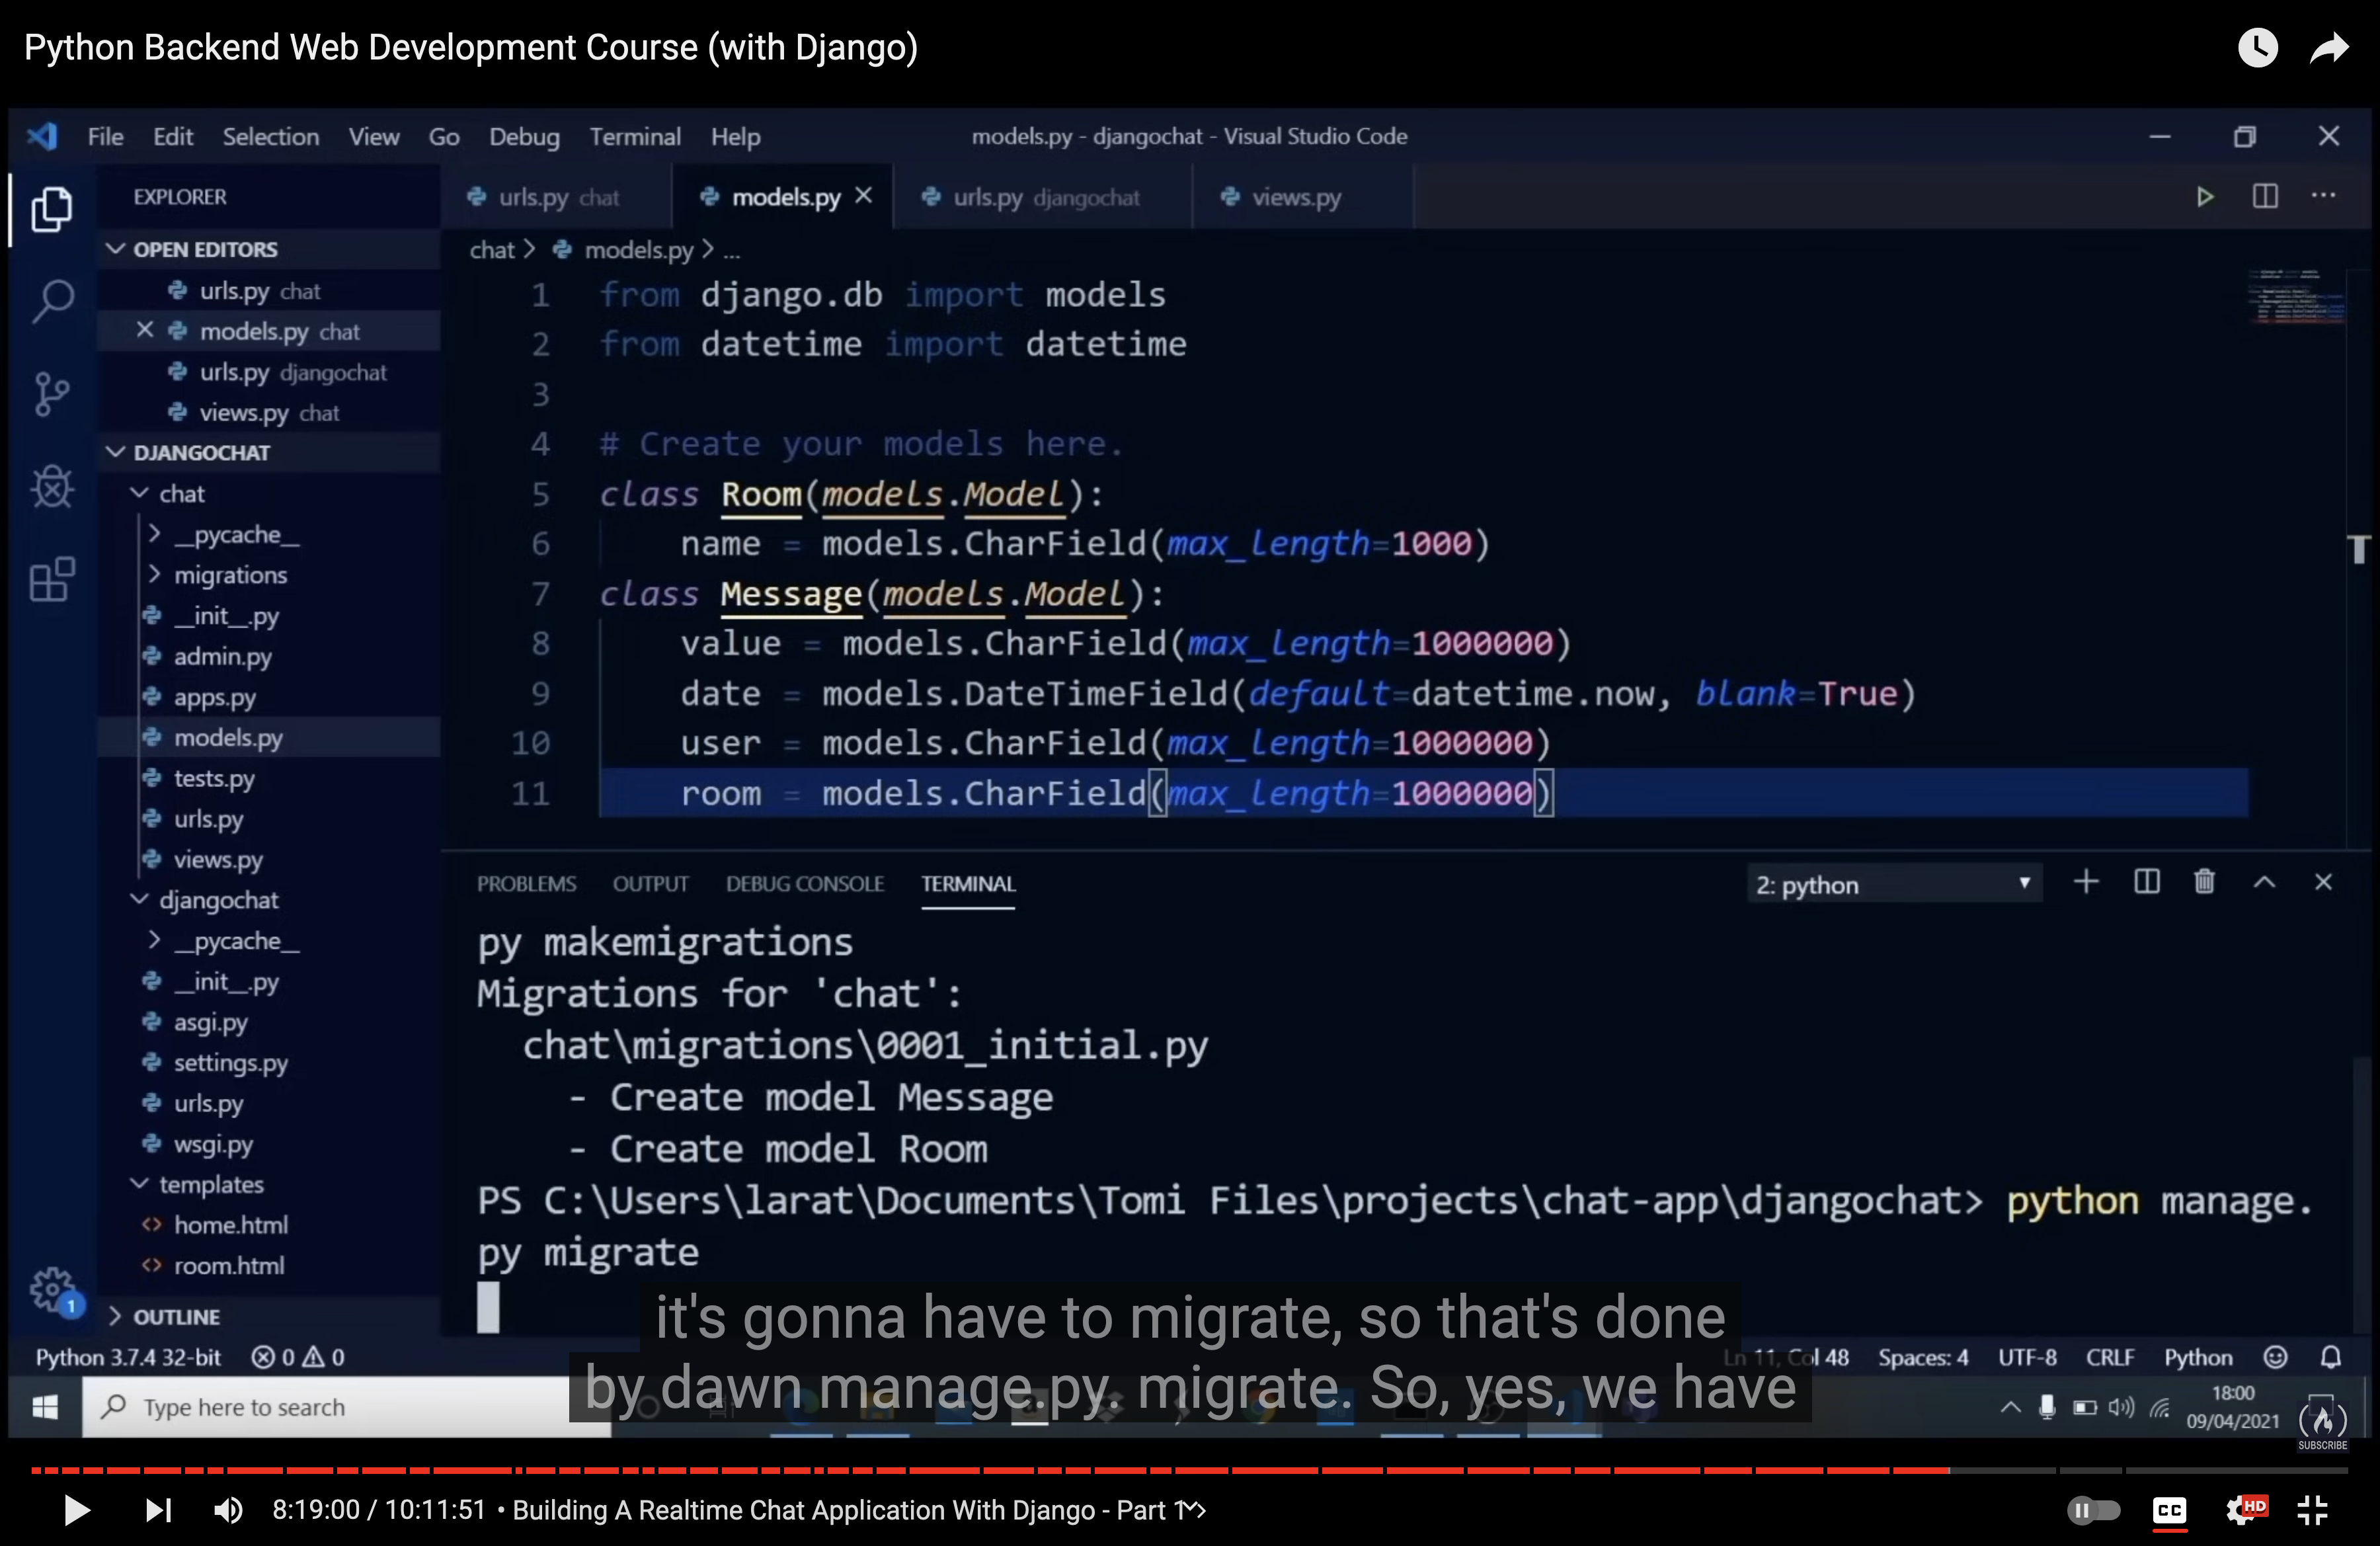 Python Backend Web Development Course (with Django)
File Edit Selection View Go Debug Terminal Help
models.py - djangochat - Visual Studio Code
EXPLORER
OPEN EDITORS
urls.py chat
models.py chat
urls.py djangochat
views.py chat
DJANGOCHAT
chat
__pycache__
migrations
__init__.py
admin.py
apps.py
models.py
tests.py
urls.py
views.py
djangochat
__pycache__
__init__.py
asgi.py
settings.py
urls.py
wsgi.py
templates
home.html
room.html
OUTLINE
urls.py chat
models.py
urls.py djangochat
views.py
chat > models.py > ...
1 from django.db import models
2 from datetime import datetime
3
4 # Create your models here.
5 class Room(models.Model):
6 name = models.CharField(max_length=1000)
7 class Message(models.Model):
8 value = models.CharField(max_length=1000000)
9 date = models.DateTimeField(default=datetime.now, blank=True)
10 user = models.CharField(max_length=1000000)
11 room = models.CharField(max_length=1000000)
PROBLEMS OUTPUT DEBUG CONSOLE TERMINAL
2: python
py makemigrations
Migrations for 'chat':
chat\migrations\0001_initial.py
- Create model Message
- Create model Room
PS C:\Users\larat\Documents\Tomi Files\projects\chat-app\djangochat> python manage.
py migrate
it's gonna have to migrate, so that's done
by dawn manage.py. migrate. So, yes, we have
1
Python 3.7.4 32-bit 0 0
Ln 11, Col 48 Spaces: 4 UTF-8 CRLF Python
Type here to search
18:00
09/04/2021
SUBSCRIBE
8:19:00 / 10:11:51 • Building A Realtime Chat Application With Django - Part 1
CC
HD